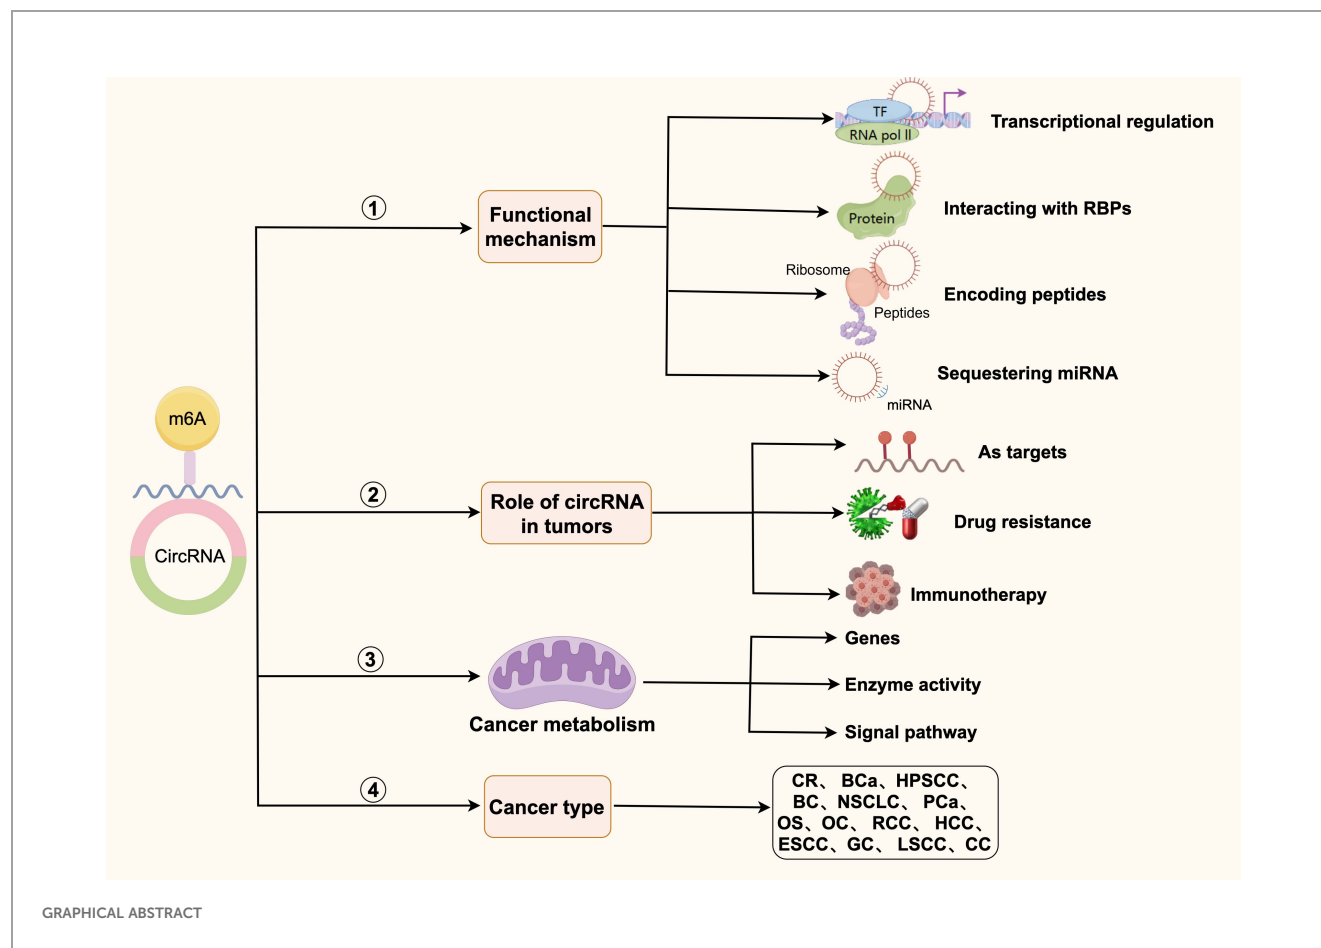 m6A
CircRNA
①
Functional
mechanism
TF
RNA pol II
Transcriptional regulation
Protein
Interacting with RBPs
Ribosome
Peptides
Encoding peptides
miRNA
Sequestering miRNA
②
Role of circRNA
in tumors
As targets
Drug resistance
Immunotherapy
③
Cancer metabolism
Genes
Enzyme activity
Signal pathway
④
Cancer type
CR、 BCa、HPSCC、
BC、NSCLC、 PCa、
OS、OC、 RCC、 HCC、
ESCC、GC、 LSCC、CC
GRAPHICAL ABSTRACT